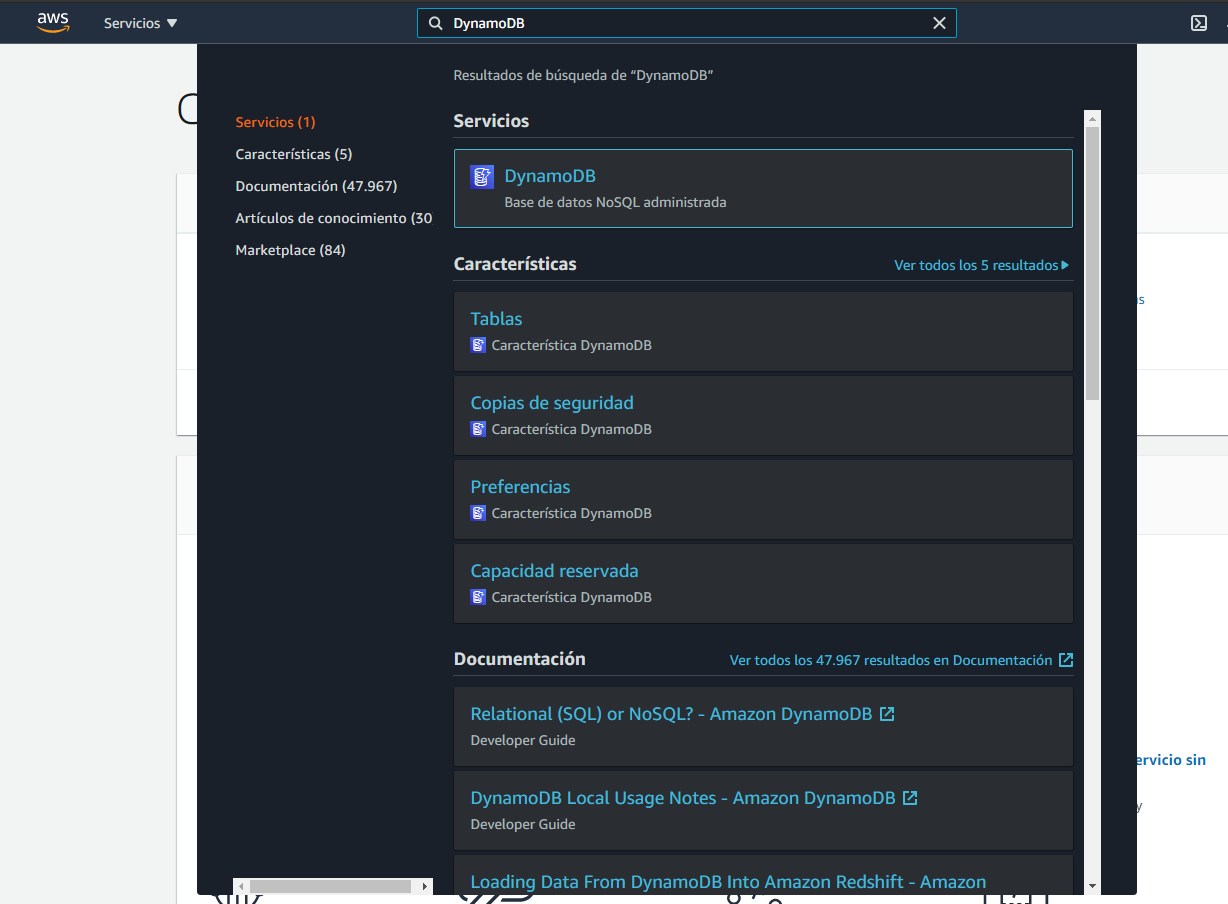 aws
Servicios
DynamoDB
Resultados de búsqueda de “DynamoDB”
Servicios (1)
Características (5)
Documentación (47.967)
Artículos de conocimiento (30
Marketplace (84)
Servicios
DynamoDB
Base de datos NoSQL administrada
Características
Ver todos los 5 resultados
Tablas
Característica DynamoDB
Copias de seguridad
Característica DynamoDB
Preferencias
Característica DynamoDB
Capacidad reservada
Característica DynamoDB
Documentación
Ver todos los 47.967 resultados en Documentación
Relational (SQL) or NoSQL? - Amazon DynamoDB
Developer Guide
DynamoDB Local Usage Notes - Amazon DynamoDB
Developer Guide
Loading Data From DynamoDB Into Amazon Redshift - Amazon
ervicio sin
y